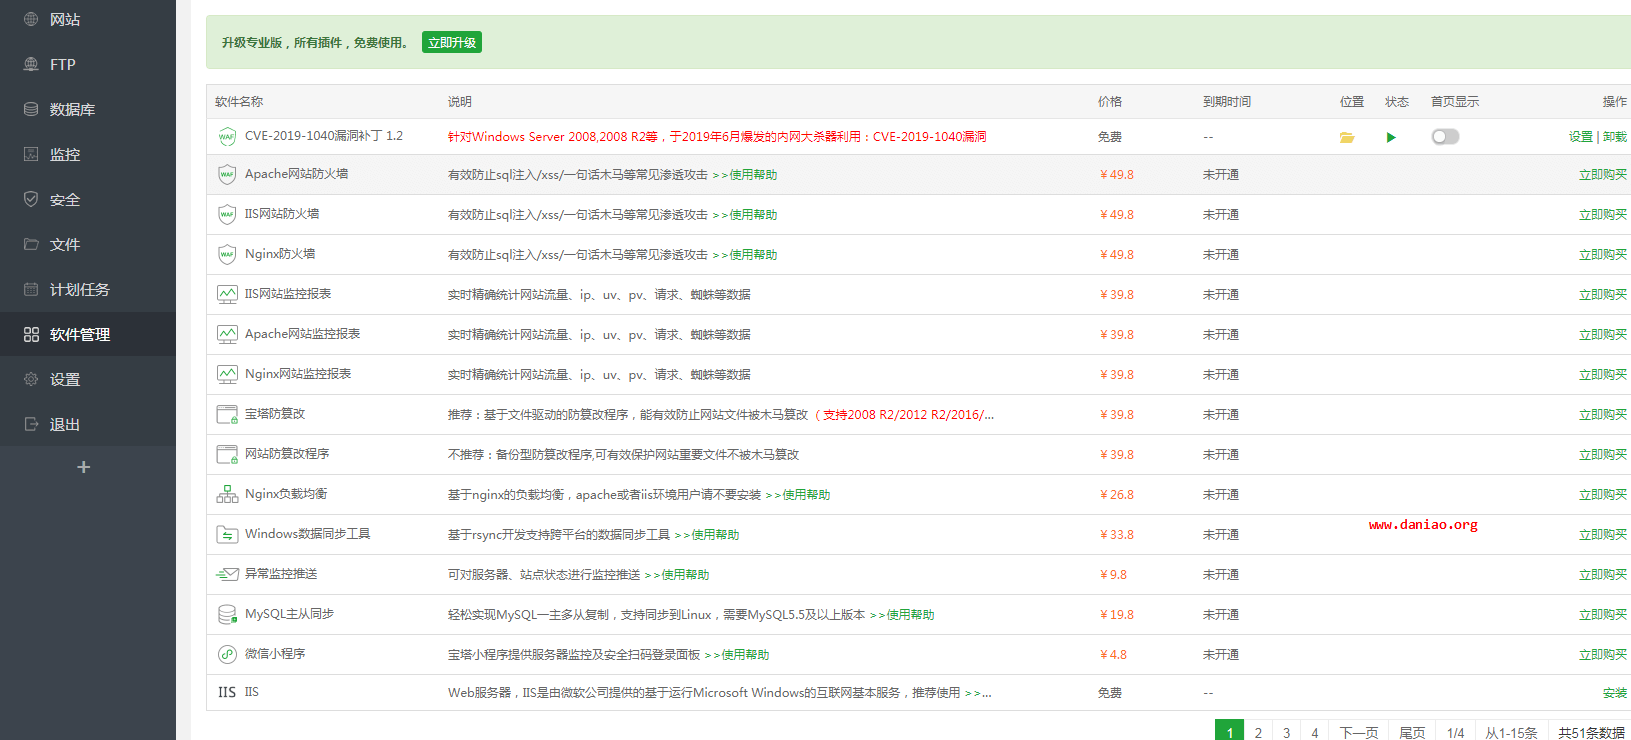 网站
FTP
数据库
监控
安全
文件
计划任务
软件管理
设置
退出
+
升级专业版，所有插件，免费使用。 立即升级
软件名称 说明 价格 到期时间 位置 状态 首页显示 操作
WAF CVE-2019-1040漏洞补丁 1.2 针对Windows Server 2008,2008 R2等，于2019年6月爆发的内网大杀器利用：CVE-2019-1040漏洞 免费 -- 设置 | 卸载
WAF Apache网站防火墙 有效防止sql注入/xss/一句话木马等常见渗透攻击 >>使用帮助 ￥49.8 未开通 立即购买
WAF IIS网站防火墙 有效防止sql注入/xss/一句话木马等常见渗透攻击 >>使用帮助 ￥49.8 未开通 立即购买
WAF Nginx防火墙 有效防止sql注入/xss/一句话木马等常见渗透攻击 >>使用帮助 ￥49.8 未开通 立即购买
IIS网站监控报表 实时精确统计网站流量、ip、uv、pv、请求、蜘蛛等数据 ￥39.8 未开通 立即购买
Apache网站监控报表 实时精确统计网站流量、ip、uv、pv、请求、蜘蛛等数据 ￥39.8 未开通 立即购买
Nginx网站监控报表 实时精确统计网站流量、ip、uv、pv、请求、蜘蛛等数据 ￥39.8 未开通 立即购买
宝塔防篡改 推荐：基于文件驱动的防篡改程序，能有效防止网站文件被木马篡改（支持2008 R2/2012 R2/2016/... ￥39.8 未开通 立即购买
网站防篡改程序 不推荐：备份型防篡改程序,可有效保护网站重要文件不被木马篡改 ￥39.8 未开通 立即购买
Nginx负载均衡 基于nginx的负载均衡，apache或者iis环境用户请不要安装 >>使用帮助 ￥26.8 未开通 立即购买
Windows数据同步工具 基于rsync开发支持跨平台的数据同步工具 >>使用帮助 ￥33.8 未开通 立即购买
www.daniao.org
异常监控推送 可对服务器、站点状态进行监控推送 >>使用帮助 ￥9.8 未开通 立即购买
MySQL主从同步 轻松实现MySQL一主多从复制，支持同步到Linux，需要MySQL5.5及以上版本 >>使用帮助 ￥19.8 未开通 立即购买
微信小程序 宝塔小程序提供服务器监控及安全扫码登录面板 >>使用帮助 ￥4.8 未开通 立即购买
IIS IIS Web服务器，IIS是由微软公司提供的基于运行Microsoft Windows的互联网基本服务，推荐使用 >>... 免费 -- 安装
1 2 3 4 下一页 尾页 1/4 从1-15条 共51条数据